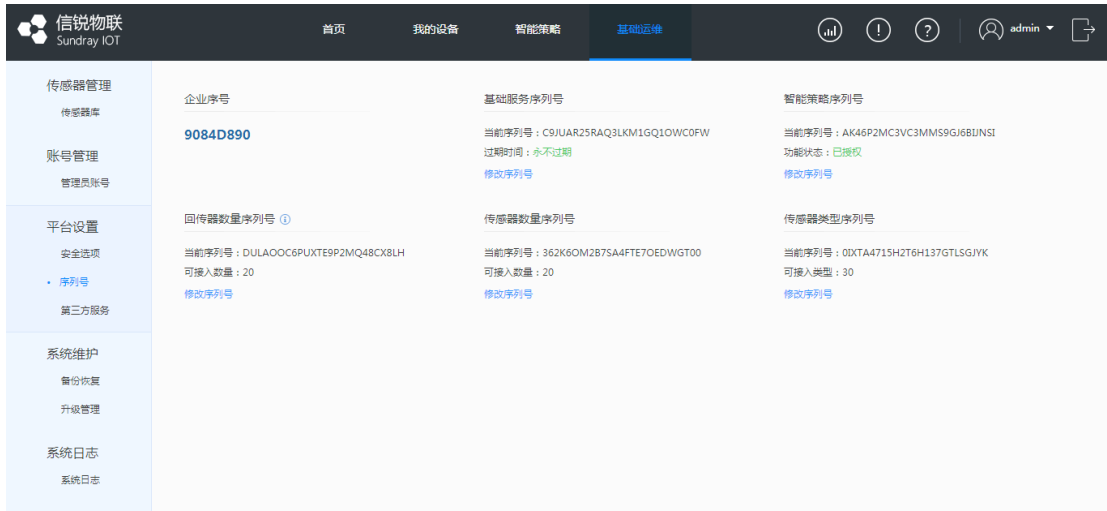 信锐物联
Sundray IOT
首页
我的设备
智能策略
基础运维
admin
传感器管理
传感器库
账号管理
管理员账号
平台设置
安全选项
序列号
第三方服务
系统维护
备份恢复
升级管理
系统日志
系统日志
企业序号
9084D890
基础服务序列号
当前序列号：C9JUAR25RAQ3LKM1GQ1OWC0FW
过期时间：永不过期
修改序列号
智能策略序列号
当前序列号：AK46P2MC3VC3MMS9GJ6BIJNSI
功能状态：已授权
修改序列号
回传器数量序列号
当前序列号：DULAOOC6PUXTE9P2MQ48CX8LH
可接入数量：20
修改序列号
传感器数量序列号
当前序列号：362K6OM2B7SA4FTE7OEDWGT00
可接入数量：20
修改序列号
传感器类型序列号
当前序列号：0IXTA4715H2T6H137GTLSGJYK
可接入类型：30
修改序列号